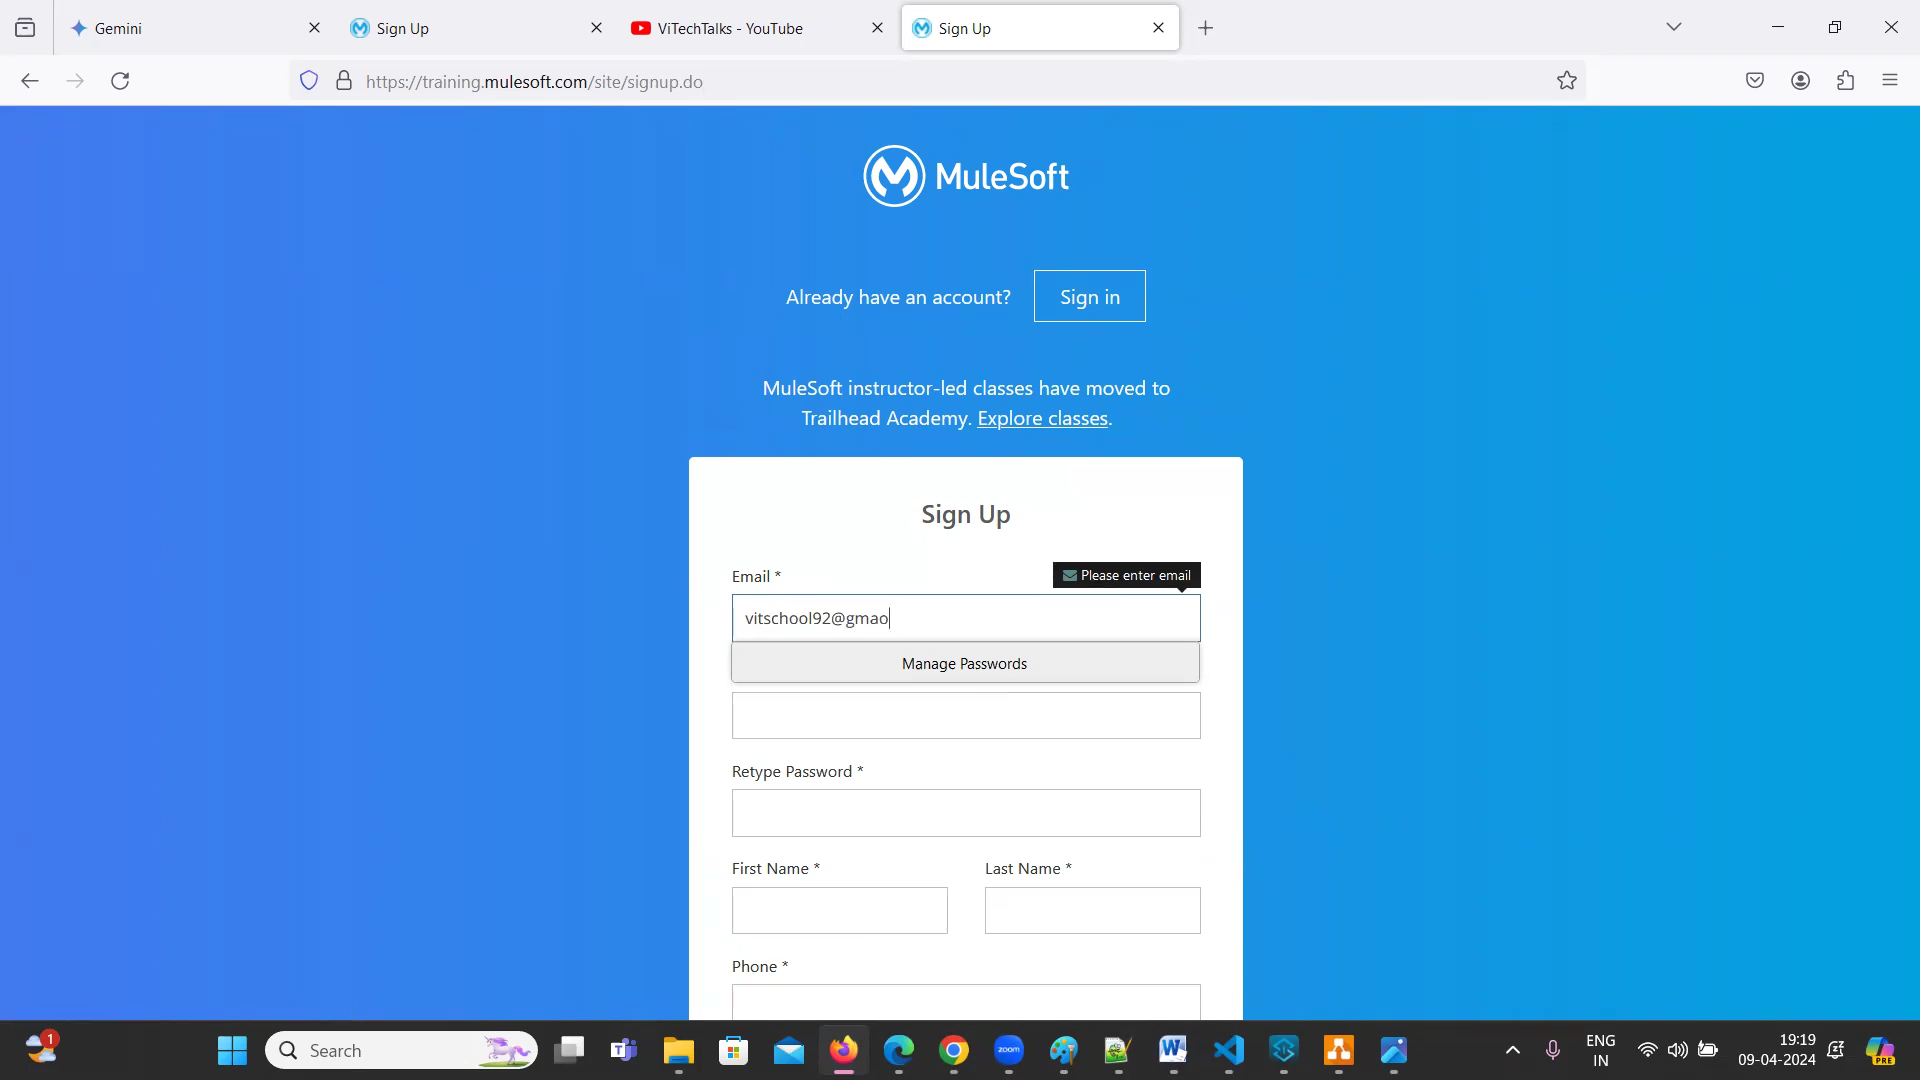 Gemini
Sign Up
ViTechTalks - YouTube
Sign Up
https://training.mulesoft.com/site/signup.do
MuleSoft
Already have an account?
Sign in
MuleSoft instructor-led classes have moved to
Trailhead Academy. Explore classes.
Sign Up
Email *
Please enter email
vitschool92@gmao
Manage Passwords
Retype Password *
First Name *
Last Name *
Phone *
1
Search
zoom
ENG
IN
19:19
09-04-2024
PRE